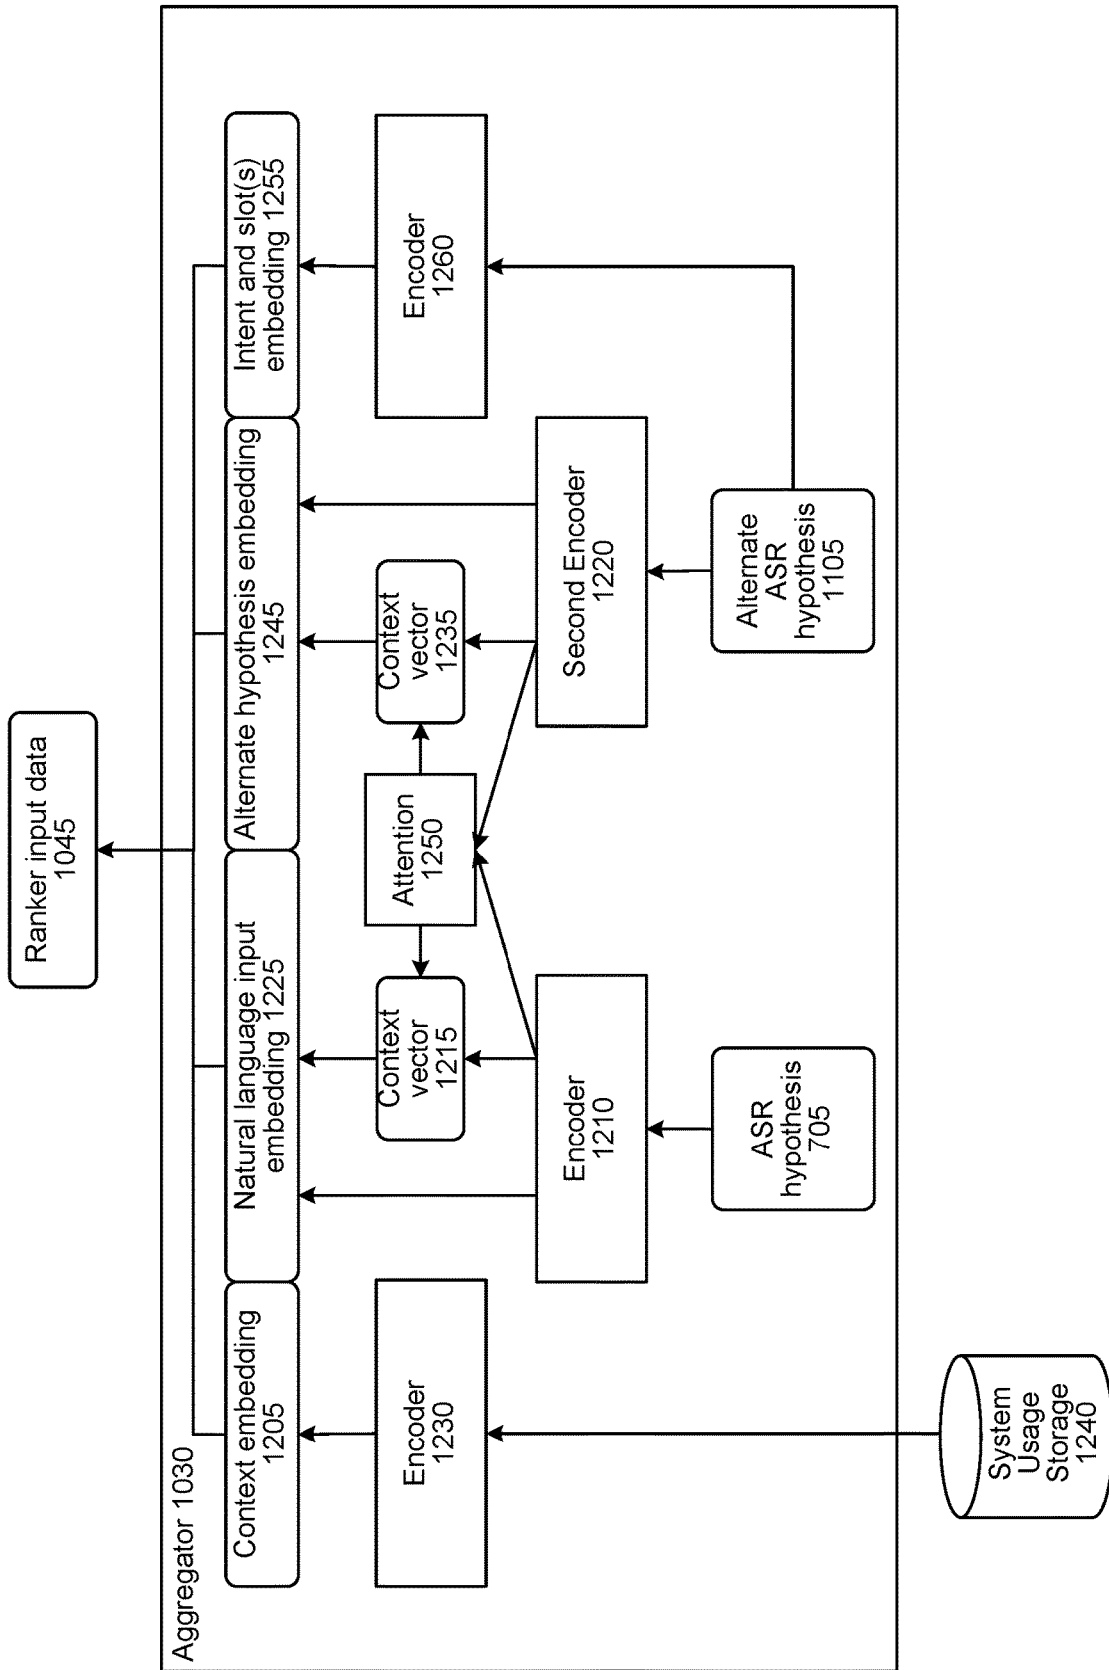 Ranker input data
1045
Aggregator 1030
Context embedding
1205
Natural language input
embedding 1225
Alternate hypothesis embedding
1245
Intent and slot(s)
embedding 1255
Encoder
1230
Context
vector
1215
Attention
1250
Context
vector
1235
Encoder
1260
Encoder
1210
Second Encoder
1220
ASR
hypothesis
705
Alternate
ASR
hypothesis
1105
System
Usage
Storage
1240